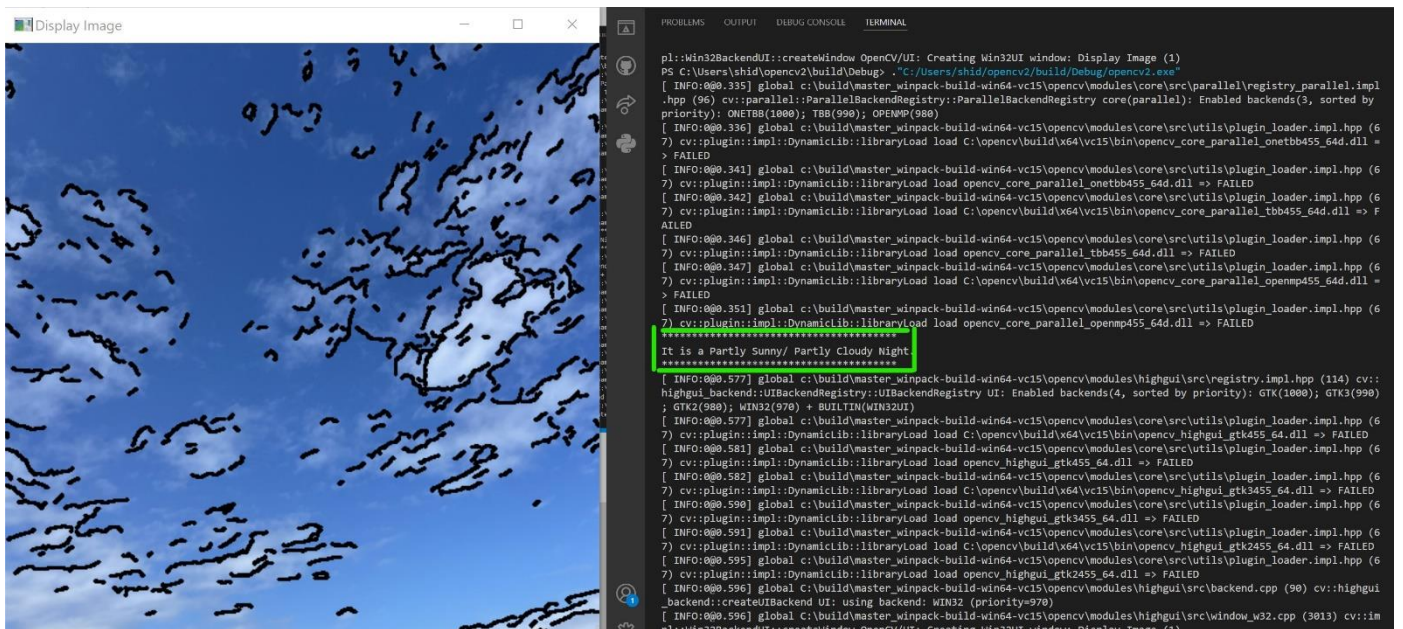 Display Image
PROBLEMS OUTPUT DEBUG CONSOLE TERMINAL
pl::Win32BackendUI::createWindow OpenCV/UI: Creating Win32UI window: Display Image (1)
PS C:\Users\shid\opencv2\build\Debug> ."C:/Users/shid/opencv2/build/Debug/opencv2.exe"
[ INFO:0@0.335] global c:\build\master_winpack-build-win64-vc15\opencv\modules\core\src\parallel\registry_parallel.impl
.hpp (96) cv::parallel::ParallelBackendRegistry::ParallelBackendRegistry core(parallel): Enabled backends(3, sorted by
priority): ONETBB(1000); TBB(990); OPENMP(980)
[ INFO:0@0.336] global c:\build\master_winpack-build-win64-vc15\opencv\modules\core\src\utils\plugin_loader.impl.hpp (6
7) cv::plugin::impl::DynamicLib::libraryLoad load C:\opencv\build\x64\vc15\bin\opencv_core_parallel_onetbb455_64d.dll =
> FAILED
[ INFO:0@0.341] global c:\build\master_winpack-build-win64-vc15\opencv\modules\core\src\utils\plugin_loader.impl.hpp (6
7) cv::plugin::impl::DynamicLib::libraryLoad load opencv_core_parallel_onetbb455_64d.dll => FAILED
[ INFO:0@0.342] global c:\build\master_winpack-build-win64-vc15\opencv\modules\core\src\utils\plugin_loader.impl.hpp (6
7) cv::plugin::impl::DynamicLib::libraryLoad load C:\opencv\build\x64\vc15\bin\opencv_core_parallel_tbb455_64d.dll => F
AILED
[ INFO:0@0.346] global c:\build\master_winpack-build-win64-vc15\opencv\modules\core\src\utils\plugin_loader.impl.hpp (6
7) cv::plugin::impl::DynamicLib::libraryLoad load opencv_core_parallel_tbb455_64d.dll => FAILED
[ INFO:0@0.347] global c:\build\master_winpack-build-win64-vc15\opencv\modules\core\src\utils\plugin_loader.impl.hpp (6
7) cv::plugin::impl::DynamicLib::libraryLoad load C:\opencv\build\x64\vc15\bin\opencv_core_parallel_openmp455_64d.dll =
> FAILED
[ INFO:0@0.351] global c:\build\master_winpack-build-win64-vc15\opencv\modules\core\src\utils\plugin_loader.impl.hpp (6
7) cv::plugin::impl::DynamicLib::libraryLoad load opencv_core_parallel_openmp455_64d.dll => FAILED
***************************************
It is a Partly Sunny/ Partly Cloudy Night.
***************************************
[ INFO:0@0.577] global c:\build\master_winpack-build-win64-vc15\opencv\modules\highgui\src\registry.impl.hpp (114) cv::
highgui_backend::UIBackendRegistry::UIBackendRegistry UI: Enabled backends(4, sorted by priority): GTK(1000); GTK3(990)
; GTK2(980); WIN32(970) + BUILTIN(WIN32UI)
[ INFO:0@0.577] global c:\build\master_winpack-build-win64-vc15\opencv\modules\core\src\utils\plugin_loader.impl.hpp (6
7) cv::plugin::impl::DynamicLib::libraryLoad load C:\opencv\build\x64\vc15\bin\opencv_highgui_gtk455_64.dll => FAILED
[ INFO:0@0.581] global c:\build\master_winpack-build-win64-vc15\opencv\modules\core\src\utils\plugin_loader.impl.hpp (6
7) cv::plugin::impl::DynamicLib::libraryLoad load opencv_highgui_gtk455_64.dll => FAILED
[ INFO:0@0.582] global c:\build\master_winpack-build-win64-vc15\opencv\modules\core\src\utils\plugin_loader.impl.hpp (6
7) cv::plugin::impl::DynamicLib::libraryLoad load C:\opencv\build\x64\vc15\bin\opencv_highgui_gtk3455_64.dll => FAILED
[ INFO:0@0.590] global c:\build\master_winpack-build-win64-vc15\opencv\modules\core\src\utils\plugin_loader.impl.hpp (6
7) cv::plugin::impl::DynamicLib::libraryLoad load opencv_highgui_gtk3455_64.dll => FAILED
[ INFO:0@0.591] global c:\build\master_winpack-build-win64-vc15\opencv\modules\core\src\utils\plugin_loader.impl.hpp (6
7) cv::plugin::impl::DynamicLib::libraryLoad load C:\opencv\build\x64\vc15\bin\opencv_highgui_gtk2455_64.dll => FAILED
[ INFO:0@0.595] global c:\build\master_winpack-build-win64-vc15\opencv\modules\core\src\utils\plugin_loader.impl.hpp (6
7) cv::plugin::impl::DynamicLib::libraryLoad load opencv_highgui_gtk2455_64.dll => FAILED
[ INFO:0@0.596] global c:\build\master_winpack-build-win64-vc15\opencv\modules\highgui\src\backend.cpp (90) cv::highgui
_backend::createUIBackend UI: using backend: WIN32 (priority=970)
[ INFO:0@0.596] global c:\build\master_winpack-build-win64-vc15\opencv\modules\highgui\src\window_w32.cpp (3013) cv::im
pl::Win32BackendUI::createWindow OpenCV/UI: Creating Win32UI window: Display Image (1)